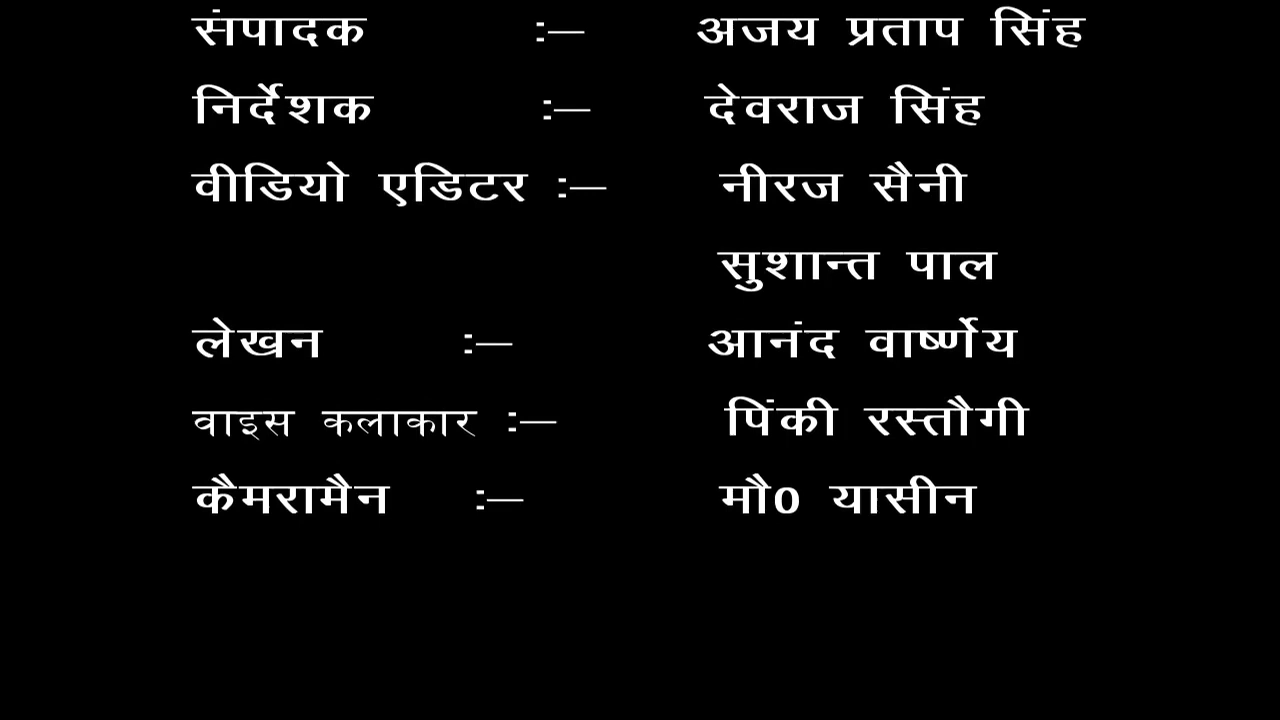 संपादक :— अजय प्रताप सिंह
निर्देशक :— देवराज सिंह
वीडियो एडिटर :— नीरज सैनी
सुशान्त पाल
लेखन :— आनंद वार्ष्णेय
वाइस कलाकार :— पिंकी रस्तौगी
कैमरामैन :— मौ0 यासीन